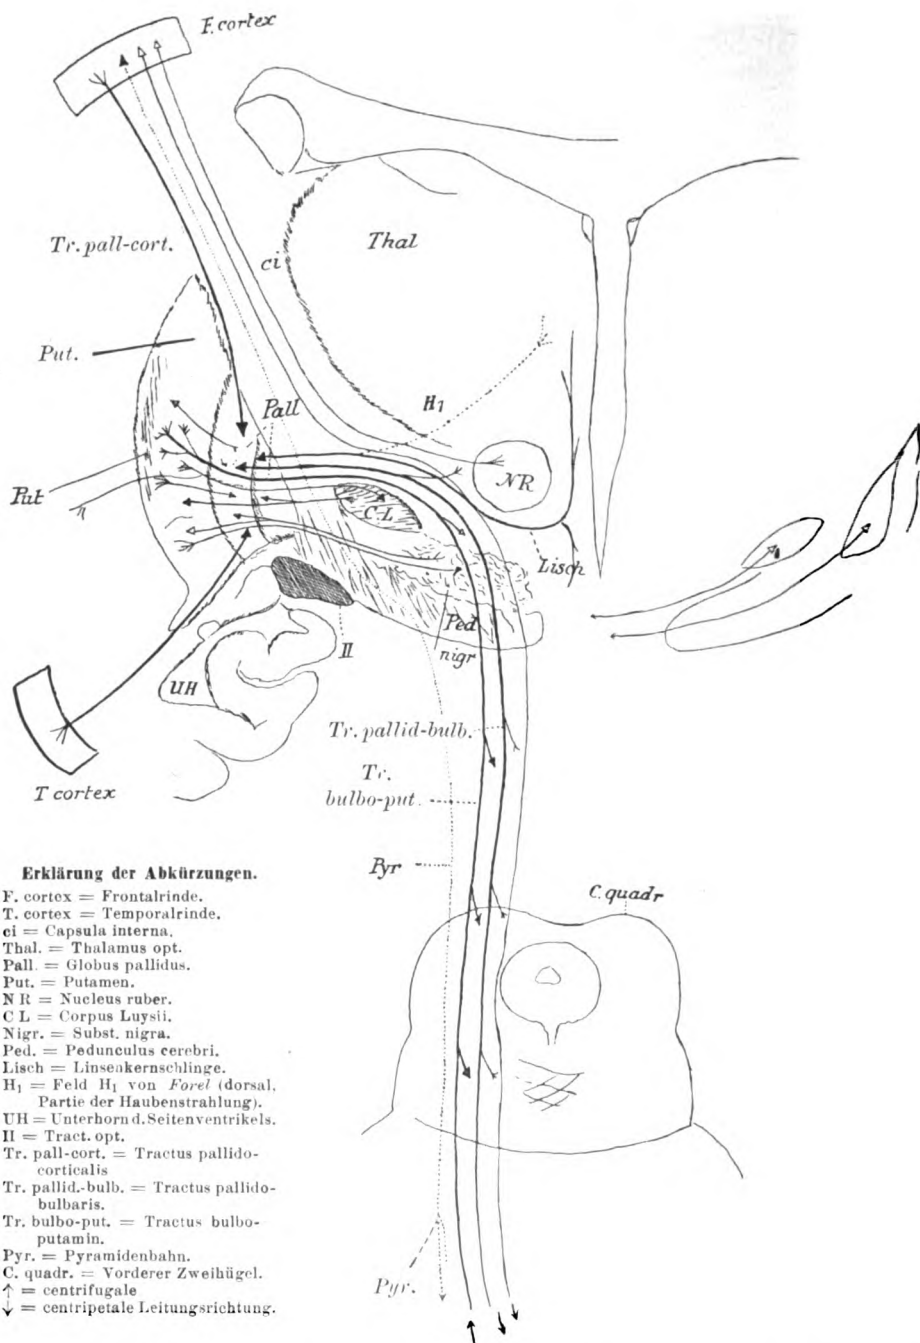 F. cortex
Tr. pall-cort.
ci
Thal
Put.
H1
Pall
NR
Put
C-L
Lisch
Ped
nigr
II
UH
Tr. pallid-bulb.
T cortex
Tr.
bulbo-put.
Pyr
C. quadr
Erklärung der Abkürzungen.
F. cortex = Frontalrinde.
T. cortex = Temporalrinde.
ci = Capsula interna.
Thal. = Thalamus opt.
Pall. = Globus pallidus.
Put. = Putamen.
N R = Nucleus ruber.
C L = Corpus Luysii.
Nigr. = Subst. nigra.
Ped. = Pedunculus cerebri.
Lisch = Linsenkernschlinge.
H₁ = Feld H₁ von Forel (dorsal.
Partie der Haubenstrahlung).
UH = Unterhorn d. Seitenventrikels.
II = Tract. opt.
Tr. pall-cort. = Tractus pallido-
corticalis
Tr. pallid.-bulb. = Tractus pallido-
bulbaris.
Tr. bulbo-put. = Tractus bulbo-
putamin.
Pyr. = Pyramidenbahn.
C. quadr. = Vorderer Zweihügel.
↑ = centrifugale
↓ = centripetale Leitungsrichtung.
Pyr.